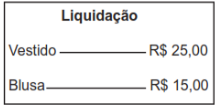 Liquidação
Vestido R$ 25,00
Blusa R$ 15,00